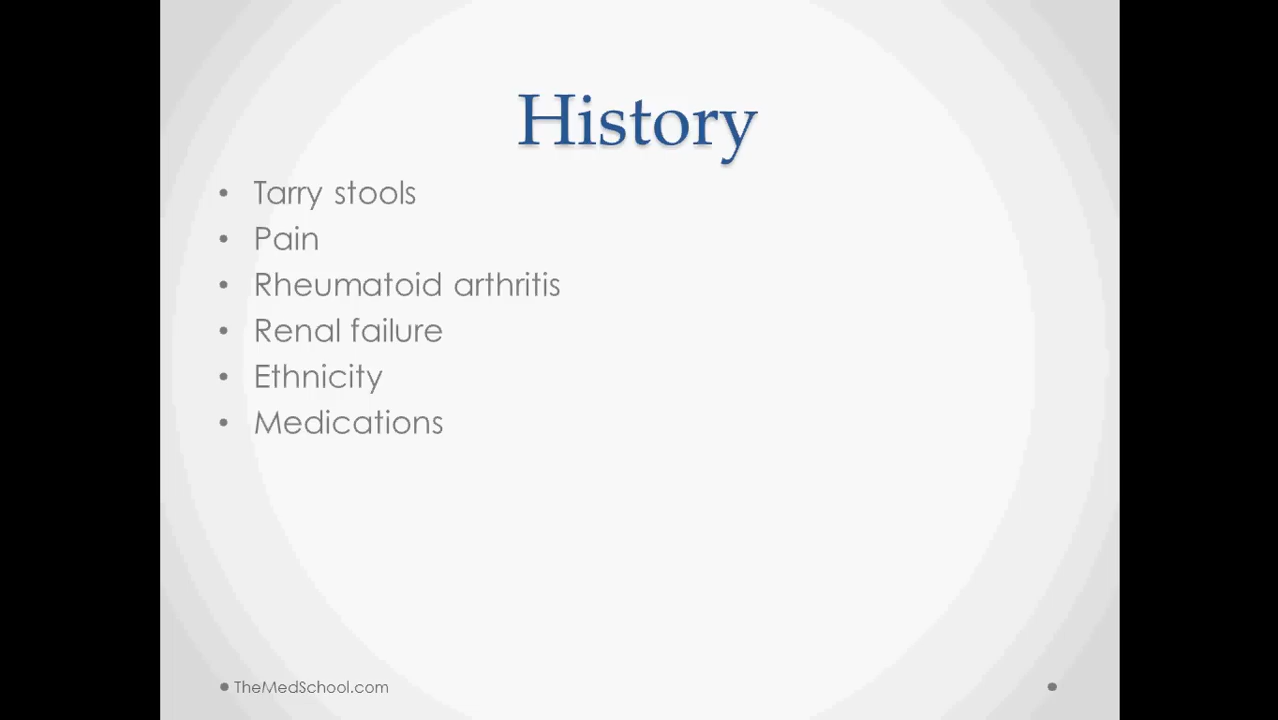 History
• Tarry stools
• Pain
• Rheumatoid arthritis
• Renal failure
• Ethnicity
• Medications
TheMedSchool.com